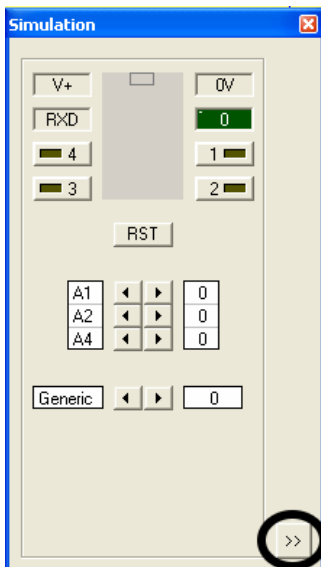 Simulation
V+ 0V
RXD 0
4 1
3 2
RST
A1 0
A2 0
A4 0
Generic 0
>>